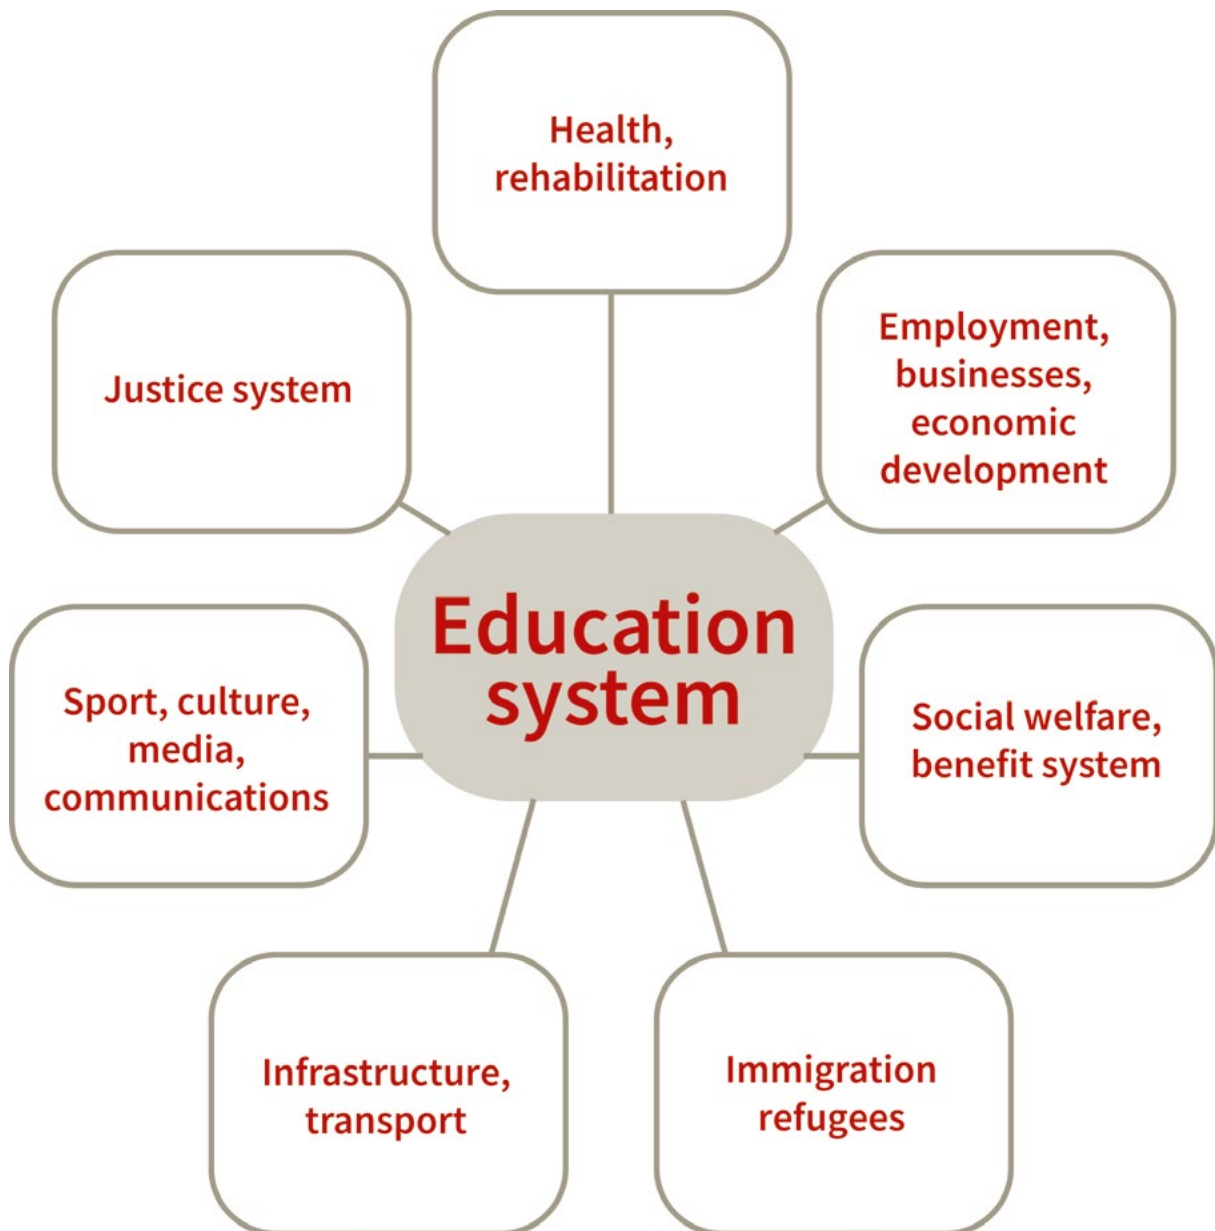 Health,
rehabilitation
Employment,
businesses,
economic
development
Justice system
Education
system
Social welfare,
benefit system
Sport, culture,
media,
communications
Immigration
refugees
Infrastructure,
transport